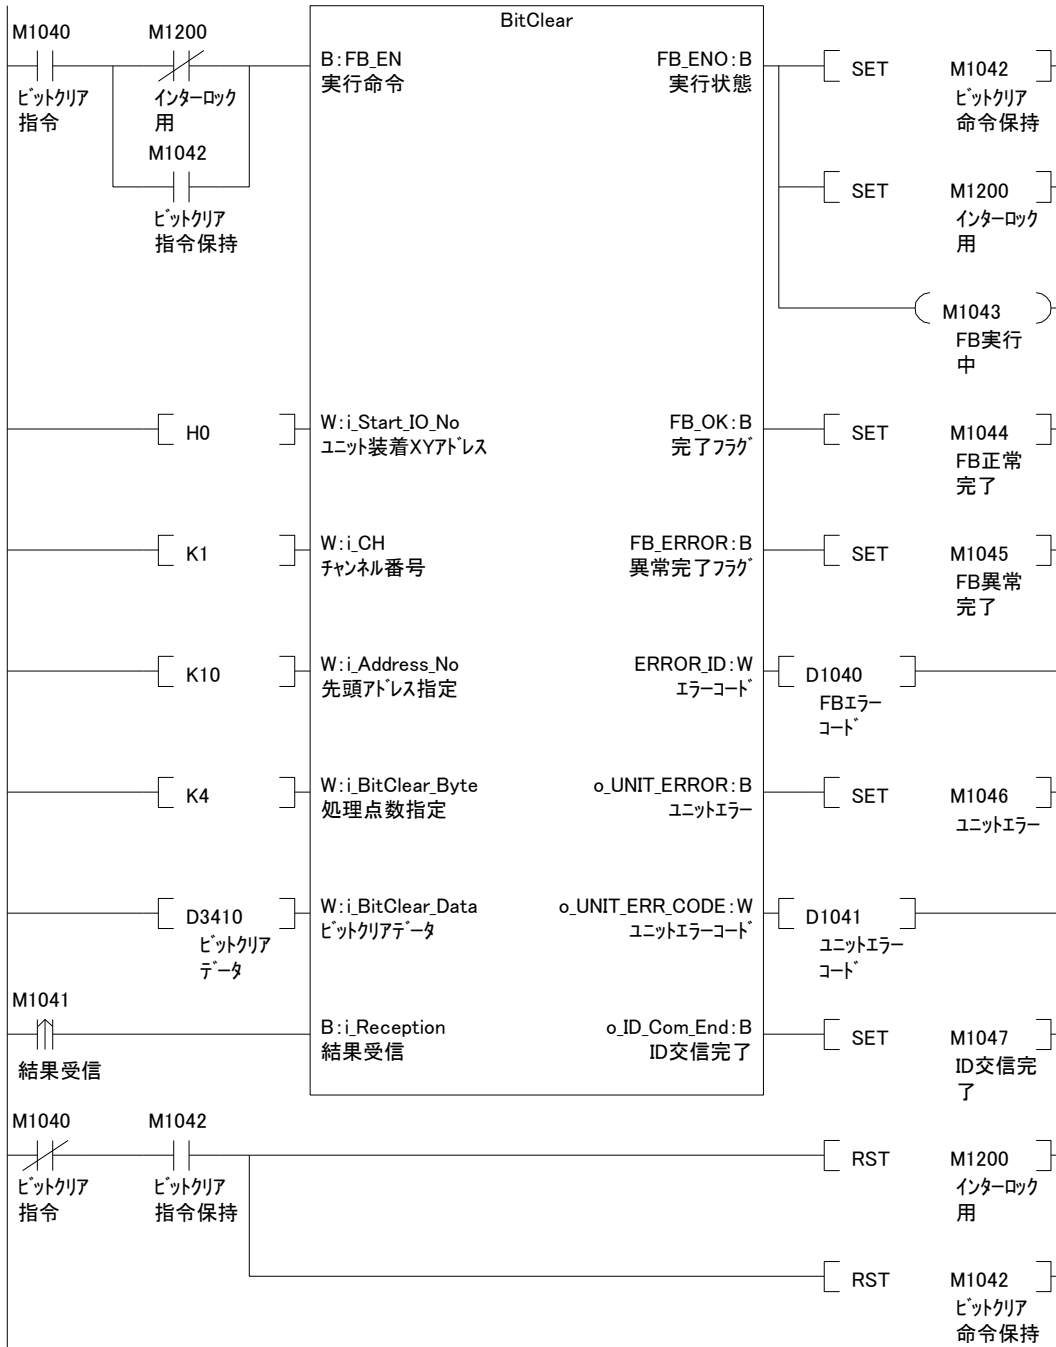 BitClear
M1040
M1200
B:FB_EN
FB_ENO:B
SET M1042
ビットクリア
指令
インターロック
用
実行命令
実行状態
ビットクリア
命令保持
M1042
ビットクリア
指令保持
SET M1200
インターロック
用
M1043
FB実行
中
H0
W:i_Start_IO_No
ユニット装着XYアドレス
FB_OK:B
完了フラグ
SET M1044
FB正常
完了
K1
W:i_CH
チャンネル番号
FB_ERROR:B
異常完了フラグ
SET M1045
FB異常
完了
K10
W:i_Address_No
先頭アドレス指定
ERROR_ID:W
エラーコード
D1040
FBエラー
コード
K4
W:i_BitClear_Byte
処理点数指定
o_UNIT_ERROR:B
ユニットエラー
SET M1046
ユニットエラー
D3410
ビットクリア
データ
W:i_BitClear_Data
ビットクリアデータ
o_UNIT_ERR_CODE:W
ユニットエラーコード
D1041
ユニットエラー
コード
M1041
結果受信
B:i_Reception
結果受信
o_ID_Com_End:B
ID交信完了
SET M1047
ID交信完
了
M1040
ビットクリア
指令
M1042
ビットクリア
指令保持
RST M1200
インターロック
用
RST M1042
ビットクリア
命令保持